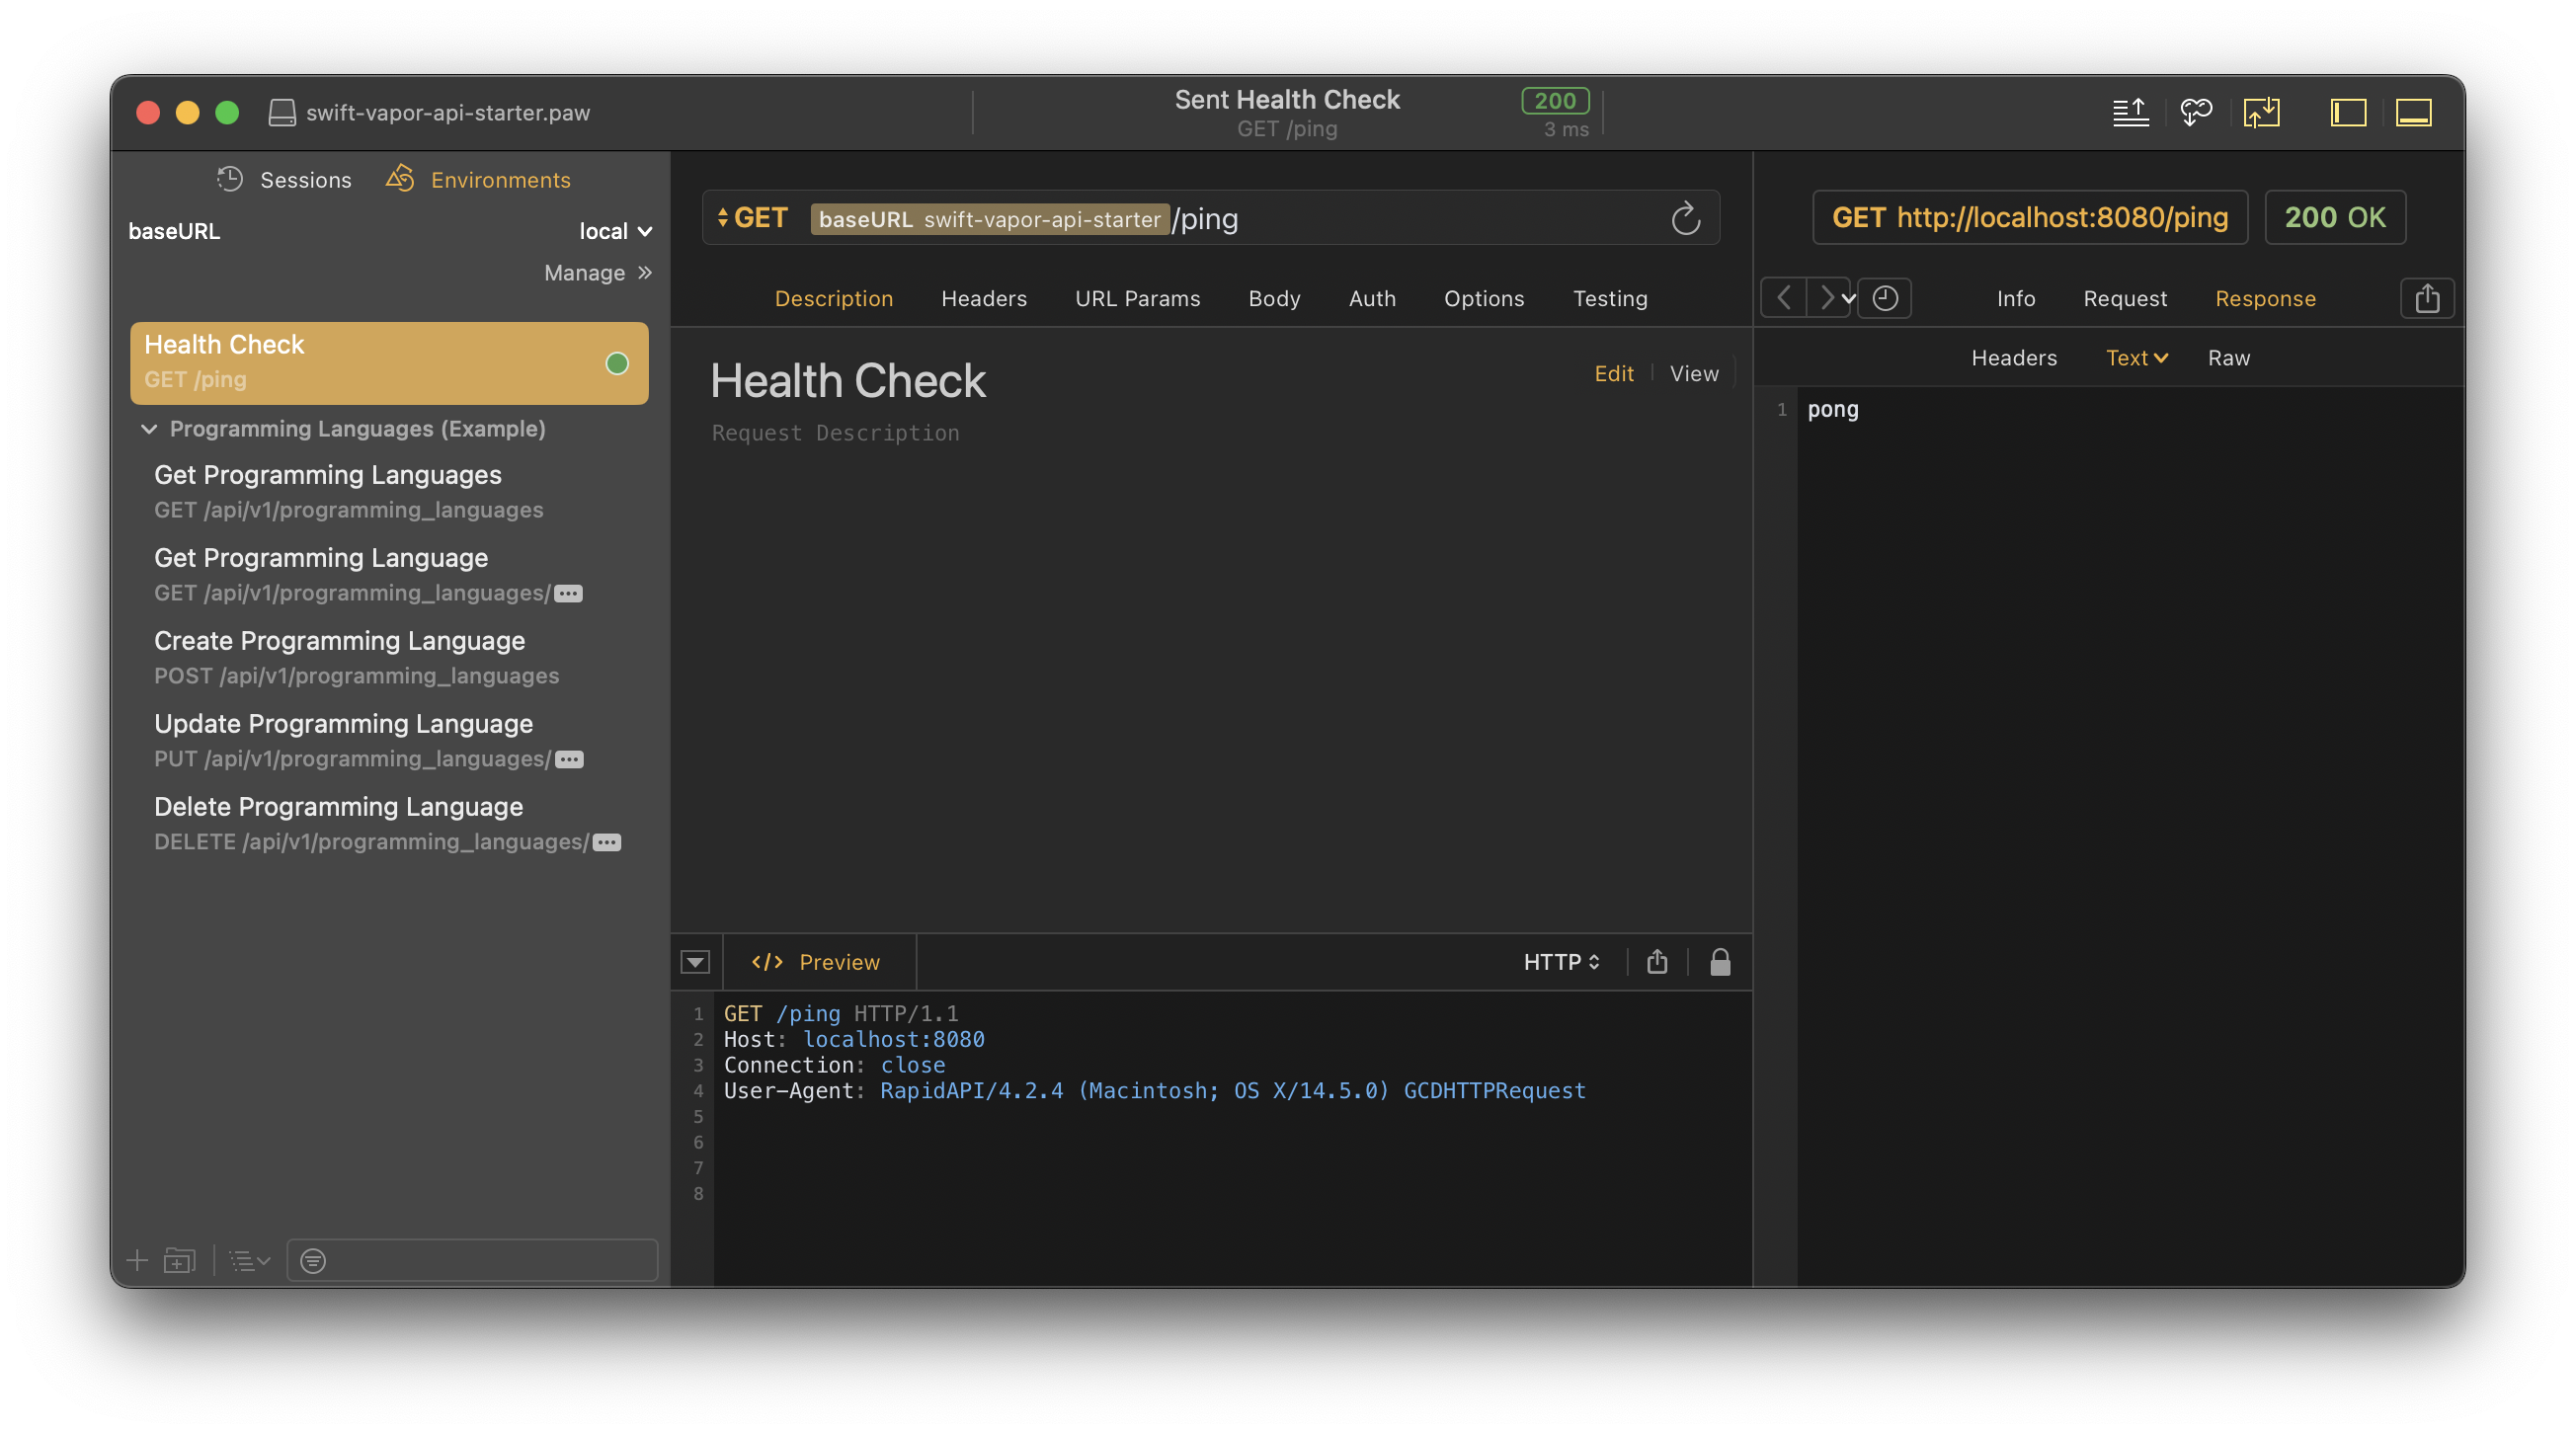 swift-vapor-api-starter.paw
Sent Health Check
GET /ping
200
3 ms
Sessions
Environments
baseURL
local
Manage
Health Check
GET /ping
Programming Languages (Example)
Get Programming Languages
GET /api/v1/programming_languages
Get Programming Language
GET /api/v1/programming_languages/
Create Programming Language
POST /api/v1/programming_languages
Update Programming Language
PUT /api/v1/programming_languages/
Delete Programming Language
DELETE /api/v1/programming_languages/
GET baseURL swift-vapor-api-starter/ping
Description Headers URL Params Body Auth Options Testing
Health Check
Edit View
Request Description
</> Preview
HTTP
1 GET /ping HTTP/1.1
2 Host: localhost:8080
3 Connection: close
4 User-Agent: RapidAPI/4.2.4 (Macintosh; OS X/14.5.0) GCDHTTPRequest
5
6
7
8
GET http://localhost:8080/ping
200 OK
Info Request Response
Headers Text Raw
1 pong